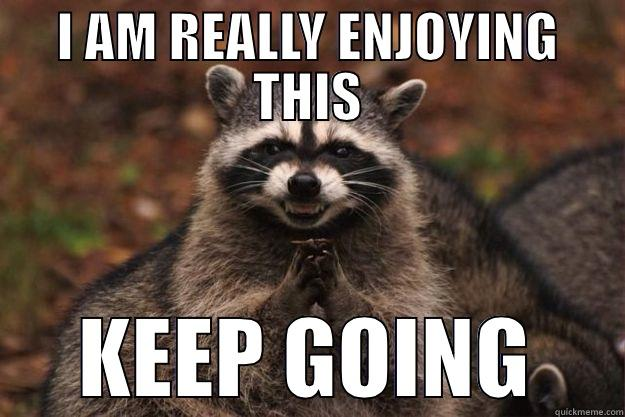 I AM REALLY ENJOYING
THIS
KEEP GOING
quickmeme.com